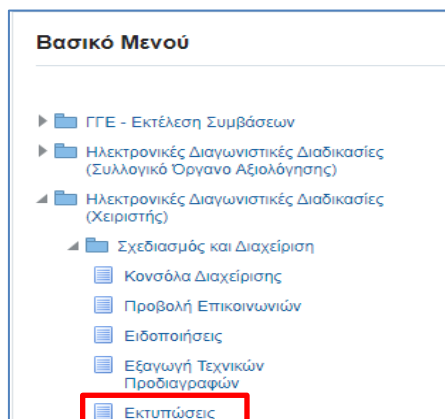 Βασικό Μενού
ΓΓΕ - Εκτέλεση Συμβάσεων
Ηλεκτρονικές Διαγωνιστικές Διαδικασίες
(Συλλογικό Όργανο Αξιολόγησης)
Ηλεκτρονικές Διαγωνιστικές Διαδικασίες
(Χειριστής)
Σχεδιασμός και Διαχείριση
Κονσόλα Διαχείρισης
Προβολή Επικοινωνιών
Ειδοποιήσεις
Εξαγωγή Τεχνικών
Προδιαγραφών
Εκτυπώσεις